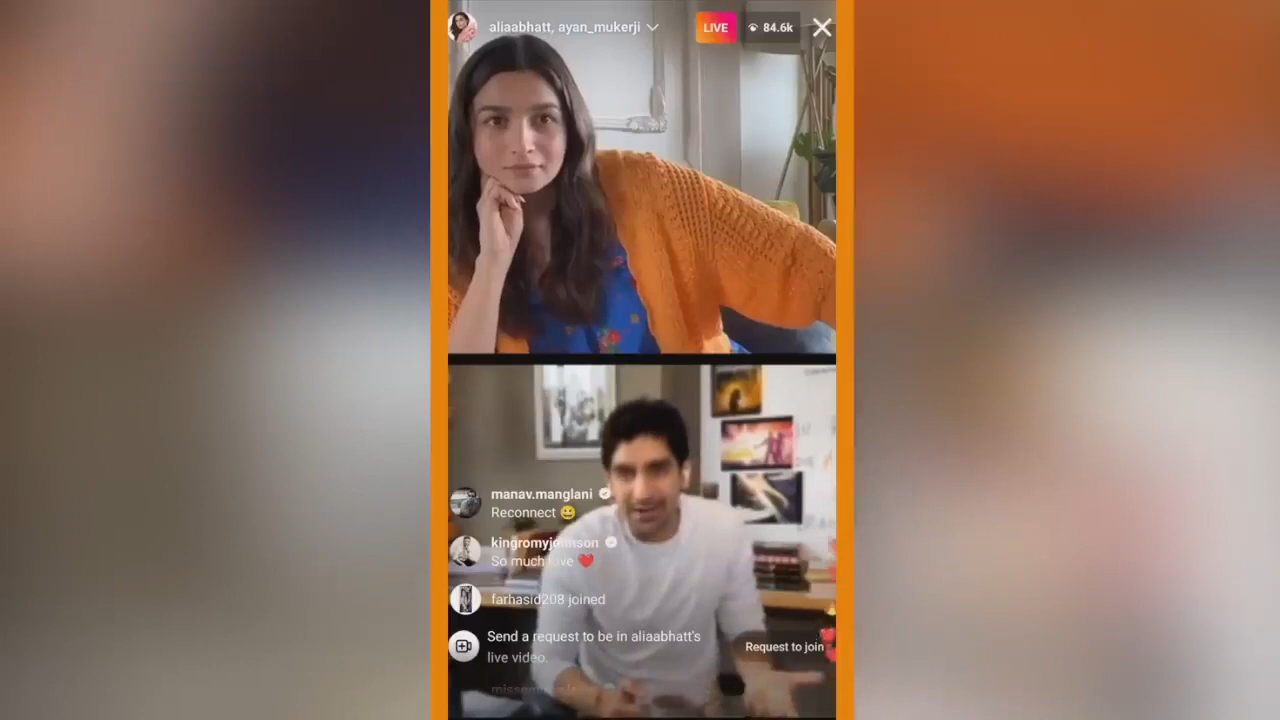 aliaabhatt, ayan_mukerji
LIVE
84.6k
manav.manglani
Reconnect 😀
kingromyjohnson
So much love ❤️
farhasid208 joined
Send a request to be in aliaabhatt's
live video.
Request to join